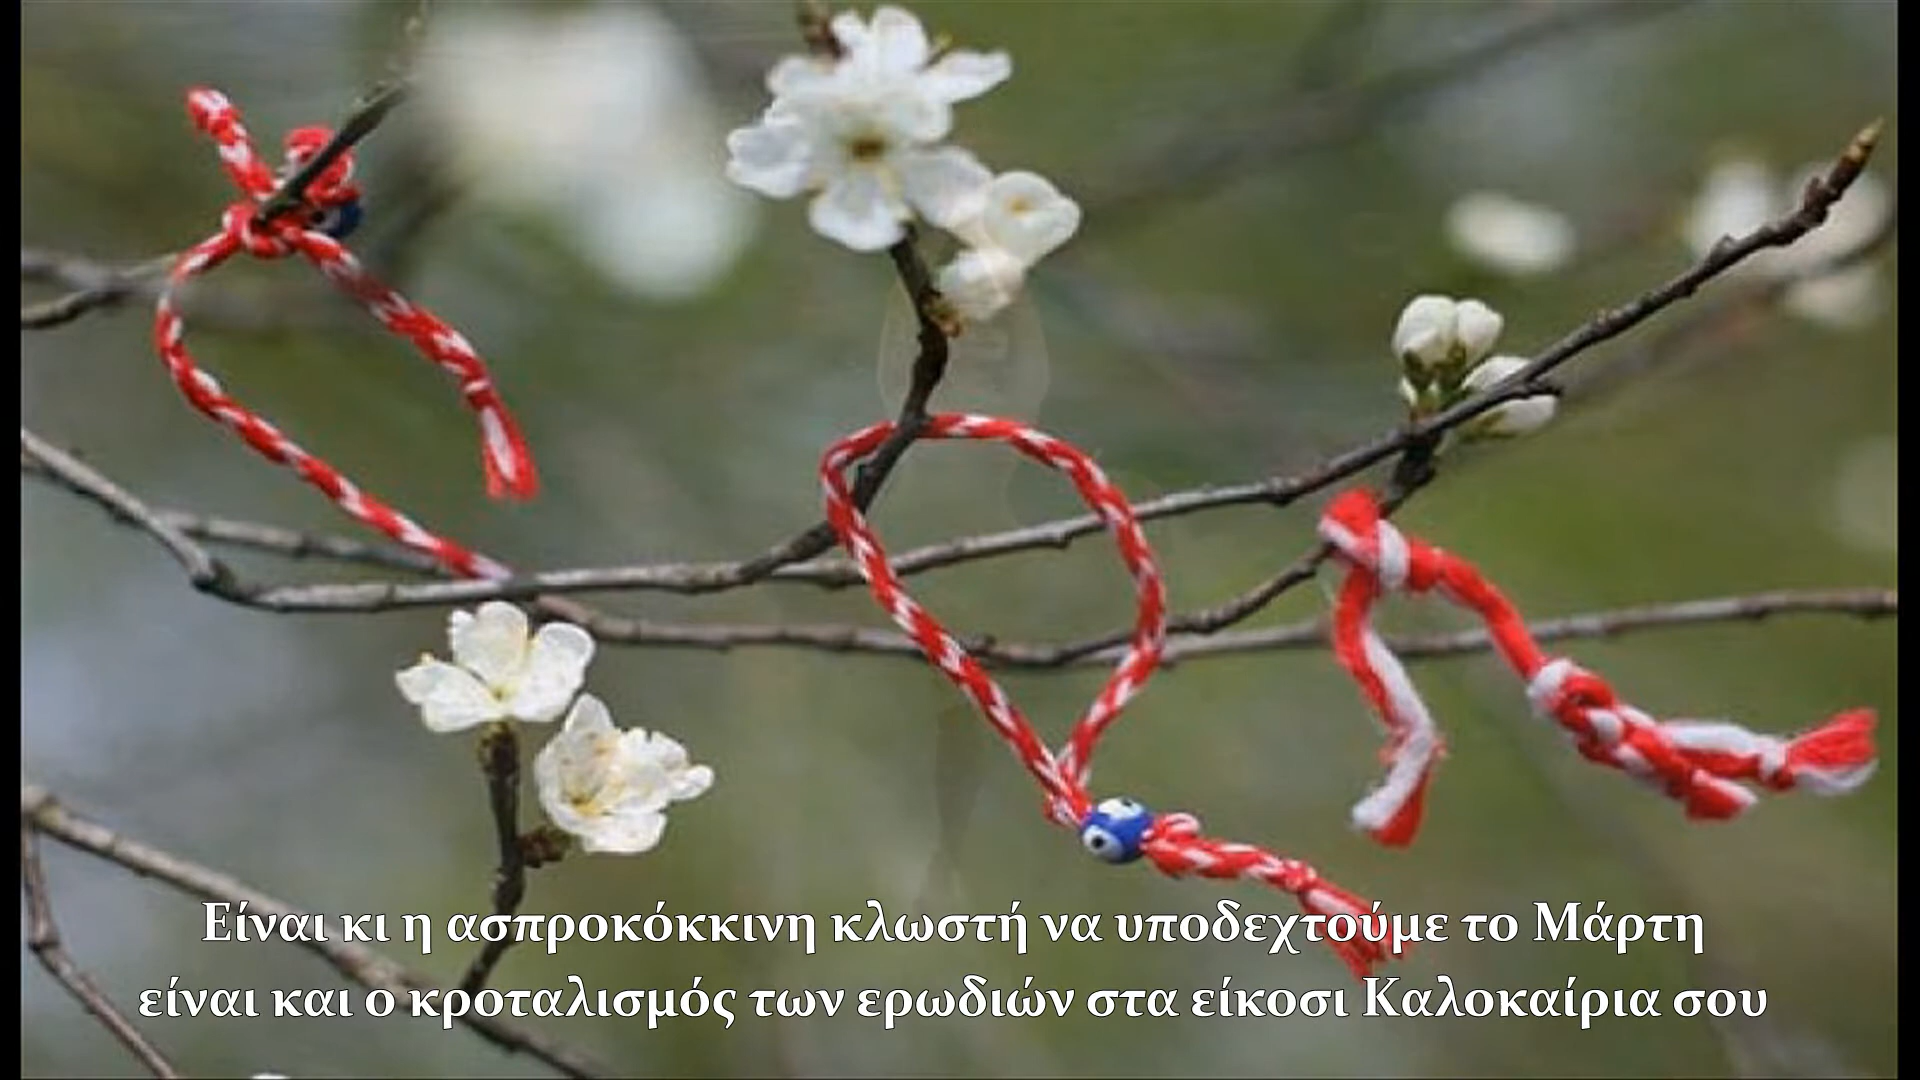 Είναι κι η ασπροκόκκινη κλωστή να υποδεχτούμε το Μάρτη
είναι και ο κροταλισμός των ερωδιών στα είκοσι Καλοκαίρια σου